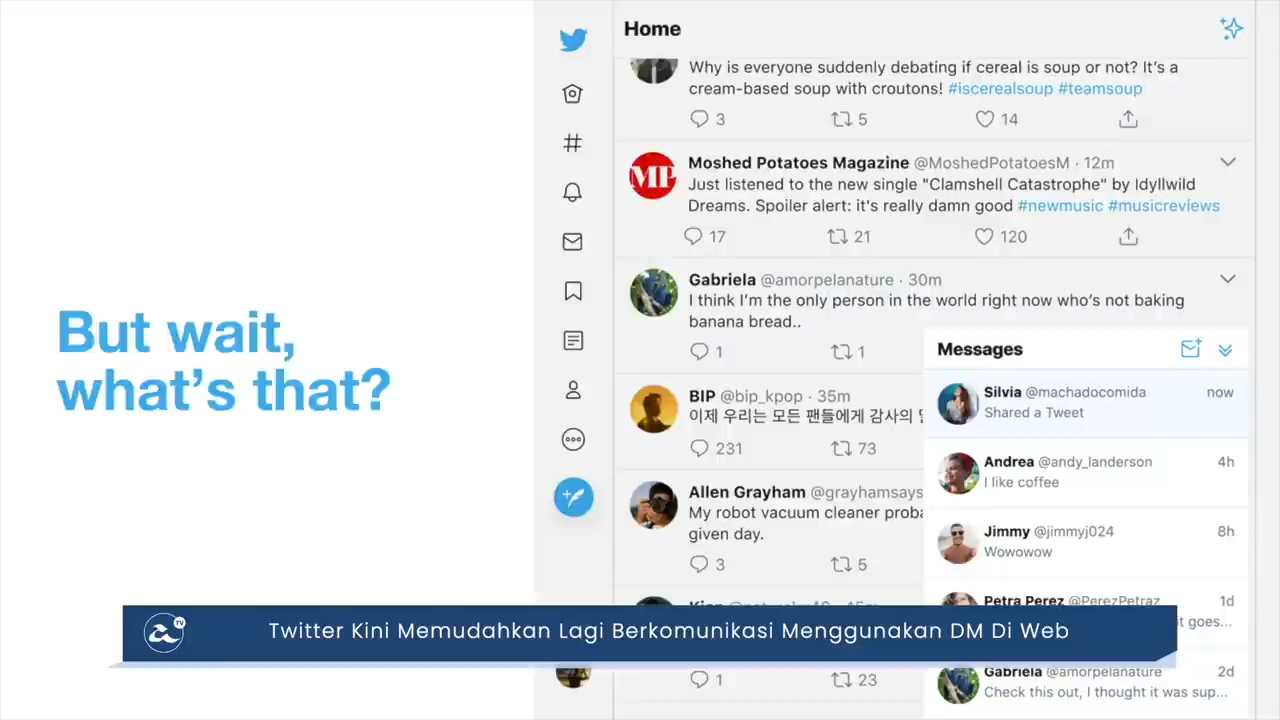 But wait,
what's that?
Home
Why is everyone suddenly debating if cereal is soup or not? It's a
cream-based soup with croutons! #iscerealsoup #teamsoup
3 5 14
MP
Moshed Potatoes Magazine @MoshedPotatoesM · 12m
Just listened to the new single "Clamshell Catastrophe" by Idyllwild
Dreams. Spoiler alert: it's really damn good #newmusic #musicreviews
17 21 120
Gabriela @amorpelanature · 30m
I think I'm the only person in the world right now who's not baking
banana bread..
1 1
BIP @bip_kpop · 35m
이제 우리는 모든 팬들에게 감사의
231 73
Allen Grayham @grayhamsays
My robot vacuum cleaner proba
given day.
3 5
1 23
Messages
Silvia @machadocomida now
Shared a Tweet
Andrea @andy_landerson 4h
I like coffee
Jimmy @jimmyj024 8h
Wowowow
Petra Perez @PerezPetraz 1d
it goes...
Gabriela @amorpelanature 2d
Check this out, I thought it was sup...
TV
Twitter Kini Memudahkan Lagi Berkomunikasi Menggunakan DM Di Web